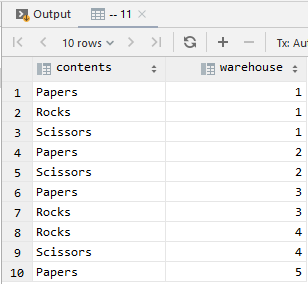 Output -- 11
10 rows Tx: Au
contents warehouse
1 Papers 1
2 Rocks 1
3 Scissors 1
4 Papers 2
5 Scissors 2
6 Papers 3
7 Rocks 3
8 Rocks 4
9 Scissors 4
10 Papers 5